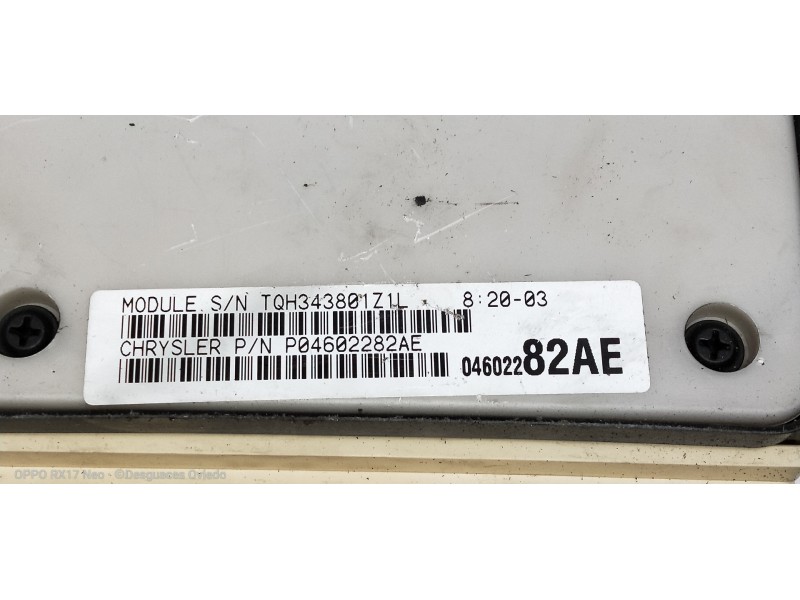 MODULE S/N TQH343801Z1L 8:20-03
CHRYSLER P/N P04602282AE
04602282AE
OPPO RX17 Neo - ©Desguaces Oviedo